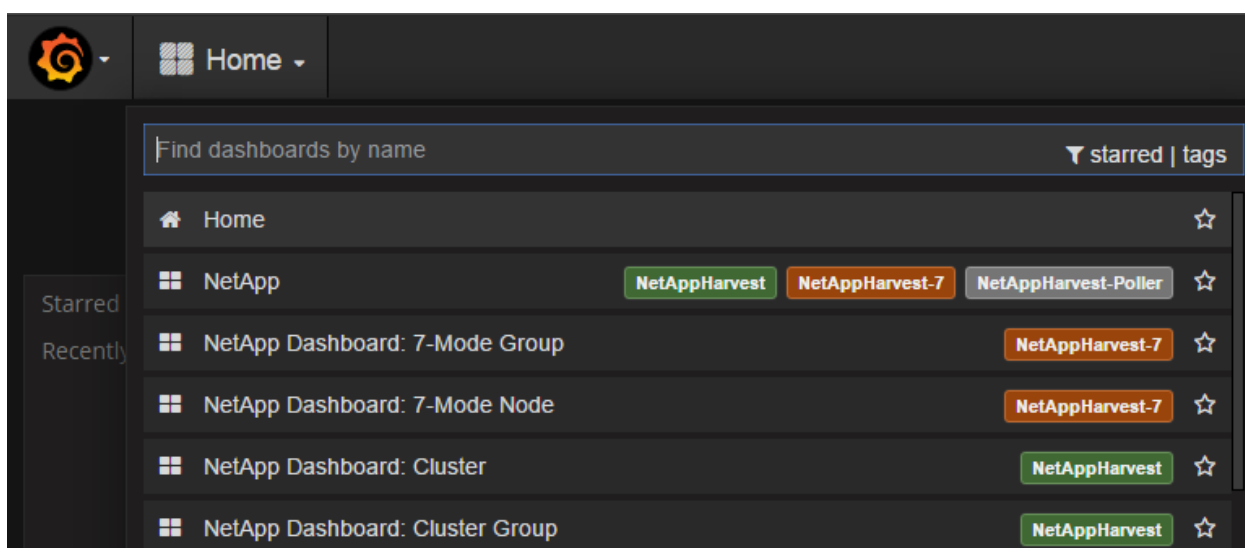 Home
Find dashboards by name starred | tags
Home
NetApp NetAppHarvest NetAppHarvest-7 NetAppHarvest-Poller
Starred
NetApp Dashboard: 7-Mode Group NetAppHarvest-7
Recently
NetApp Dashboard: 7-Mode Node NetAppHarvest-7
NetApp Dashboard: Cluster NetAppHarvest
NetApp Dashboard: Cluster Group NetAppHarvest